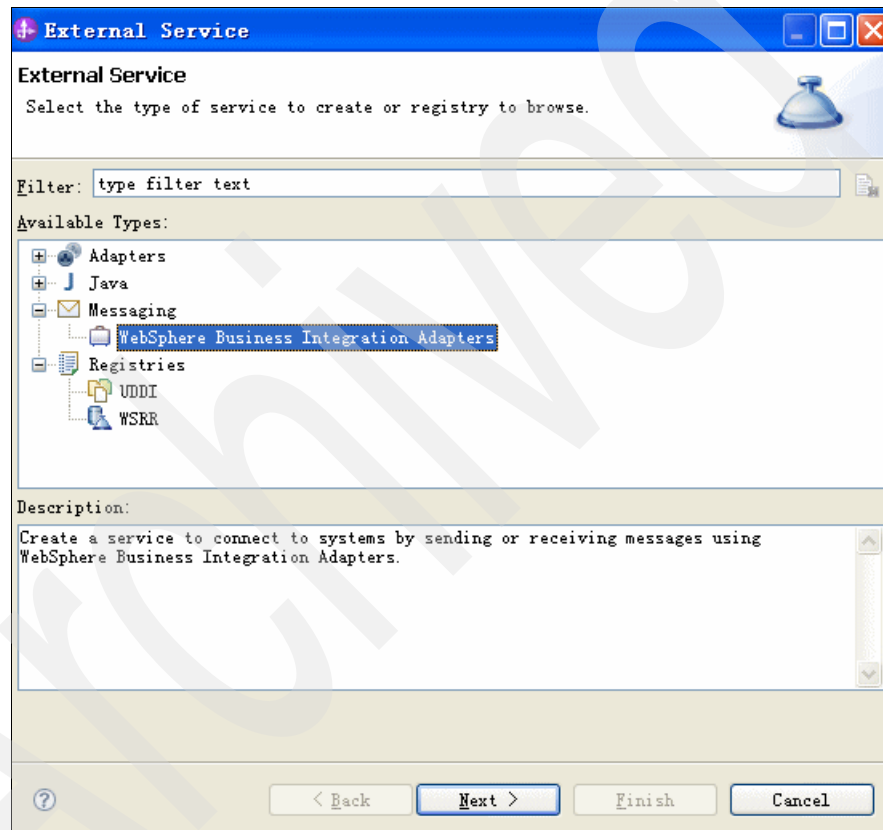 External Service
External Service
Select the type of service to create or registry to browse.
Filter: type filter text
Available Types:
Adapters
Java
Messaging
WebSphere Business Integration Adapters
Registries
UDDI
WSRR
Description:
Create a service to connect to systems by sending or receiving messages using
WebSphere Business Integration Adapters.
< Back Next > Finish Cancel
Archived